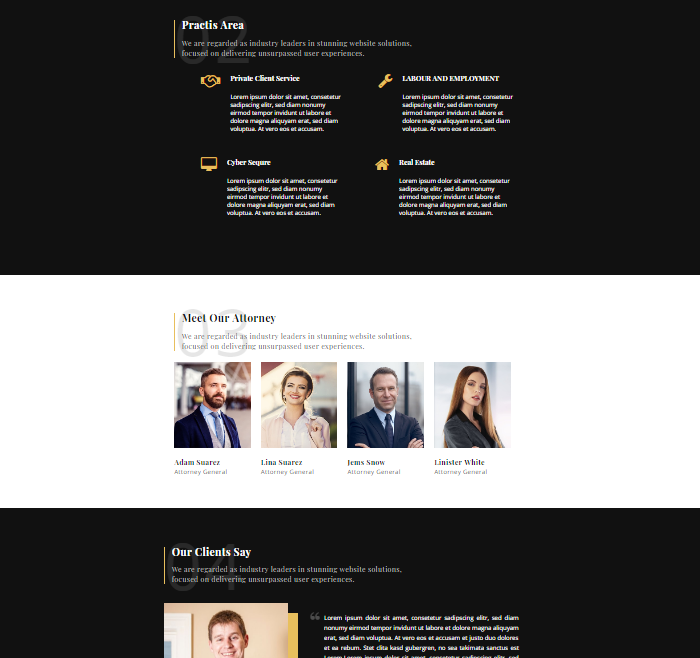 02
Practis Area
We are regarded as industry leaders in stunning website solutions,
focused on delivering unsurpassed user experiences.
Private Client Service
Lorem ipsum dolor sit amet, consetetur
sadipscing elitr, sed diam nonumy
eirmod tempor invidunt ut labore et
dolore magna aliquyam erat, sed diam
voluptua. At vero eos et accusam.
LABOUR AND EMPLOYMENT
Lorem ipsum dolor sit amet, consetetur
sadipscing elitr, sed diam nonumy
eirmod tempor invidunt ut labore et
dolore magna aliquyam erat, sed diam
voluptua. At vero eos et accusam.
Cyber Sequre
Lorem ipsum dolor sit amet, consetetur
sadipscing elitr, sed diam nonumy
eirmod tempor invidunt ut labore et
dolore magna aliquyam erat, sed diam
voluptua. At vero eos et accusam.
Real Estate
Lorem ipsum dolor sit amet, consetetur
sadipscing elitr, sed diam nonumy
eirmod tempor invidunt ut labore et
dolore magna aliquyam erat, sed diam
voluptua. At vero eos et accusam.
03
Meet Our Attorney
We are regarded as industry leaders in stunning website solutions,
focused on delivering unsurpassed user experiences.
Adam Suarez
Attorney General
Lina Suarez
Attorney General
Jems Snow
Attorney General
Linister White
Attorney General
04
Our Clients Say
We are regarded as industry leaders in stunning website solutions,
focused on delivering unsurpassed user experiences.
Lorem ipsum dolor sit amet, consetetur sadipscing elitr, sed diam
nonumy eirmod tempor invidunt ut labore et dolore magna aliquyam
erat, sed diam voluptua. At vero eos et accusam et justo duo dolores
et ea rebum. Stet clita kasd gubergren, no sea takimata sanctus est